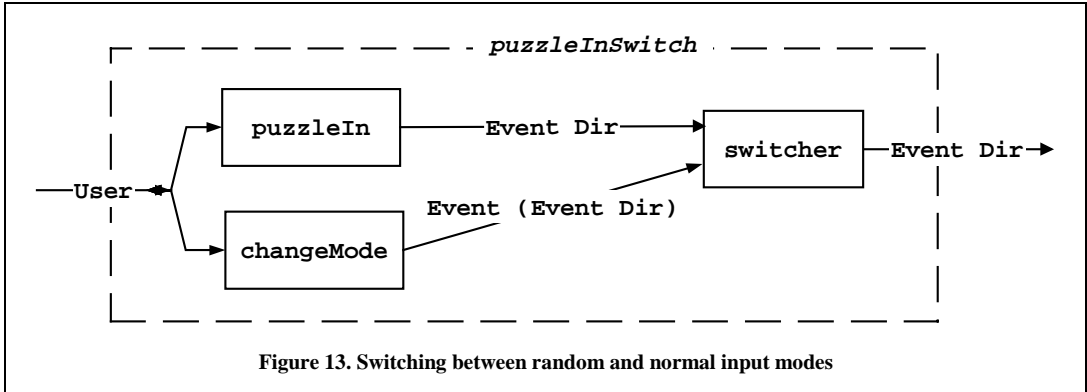 puzzleInSwitch
puzzleIn
Event Dir
switcher
Event Dir
User
Event (Event Dir)
changeMode
Figure 13. Switching between random and normal input modes